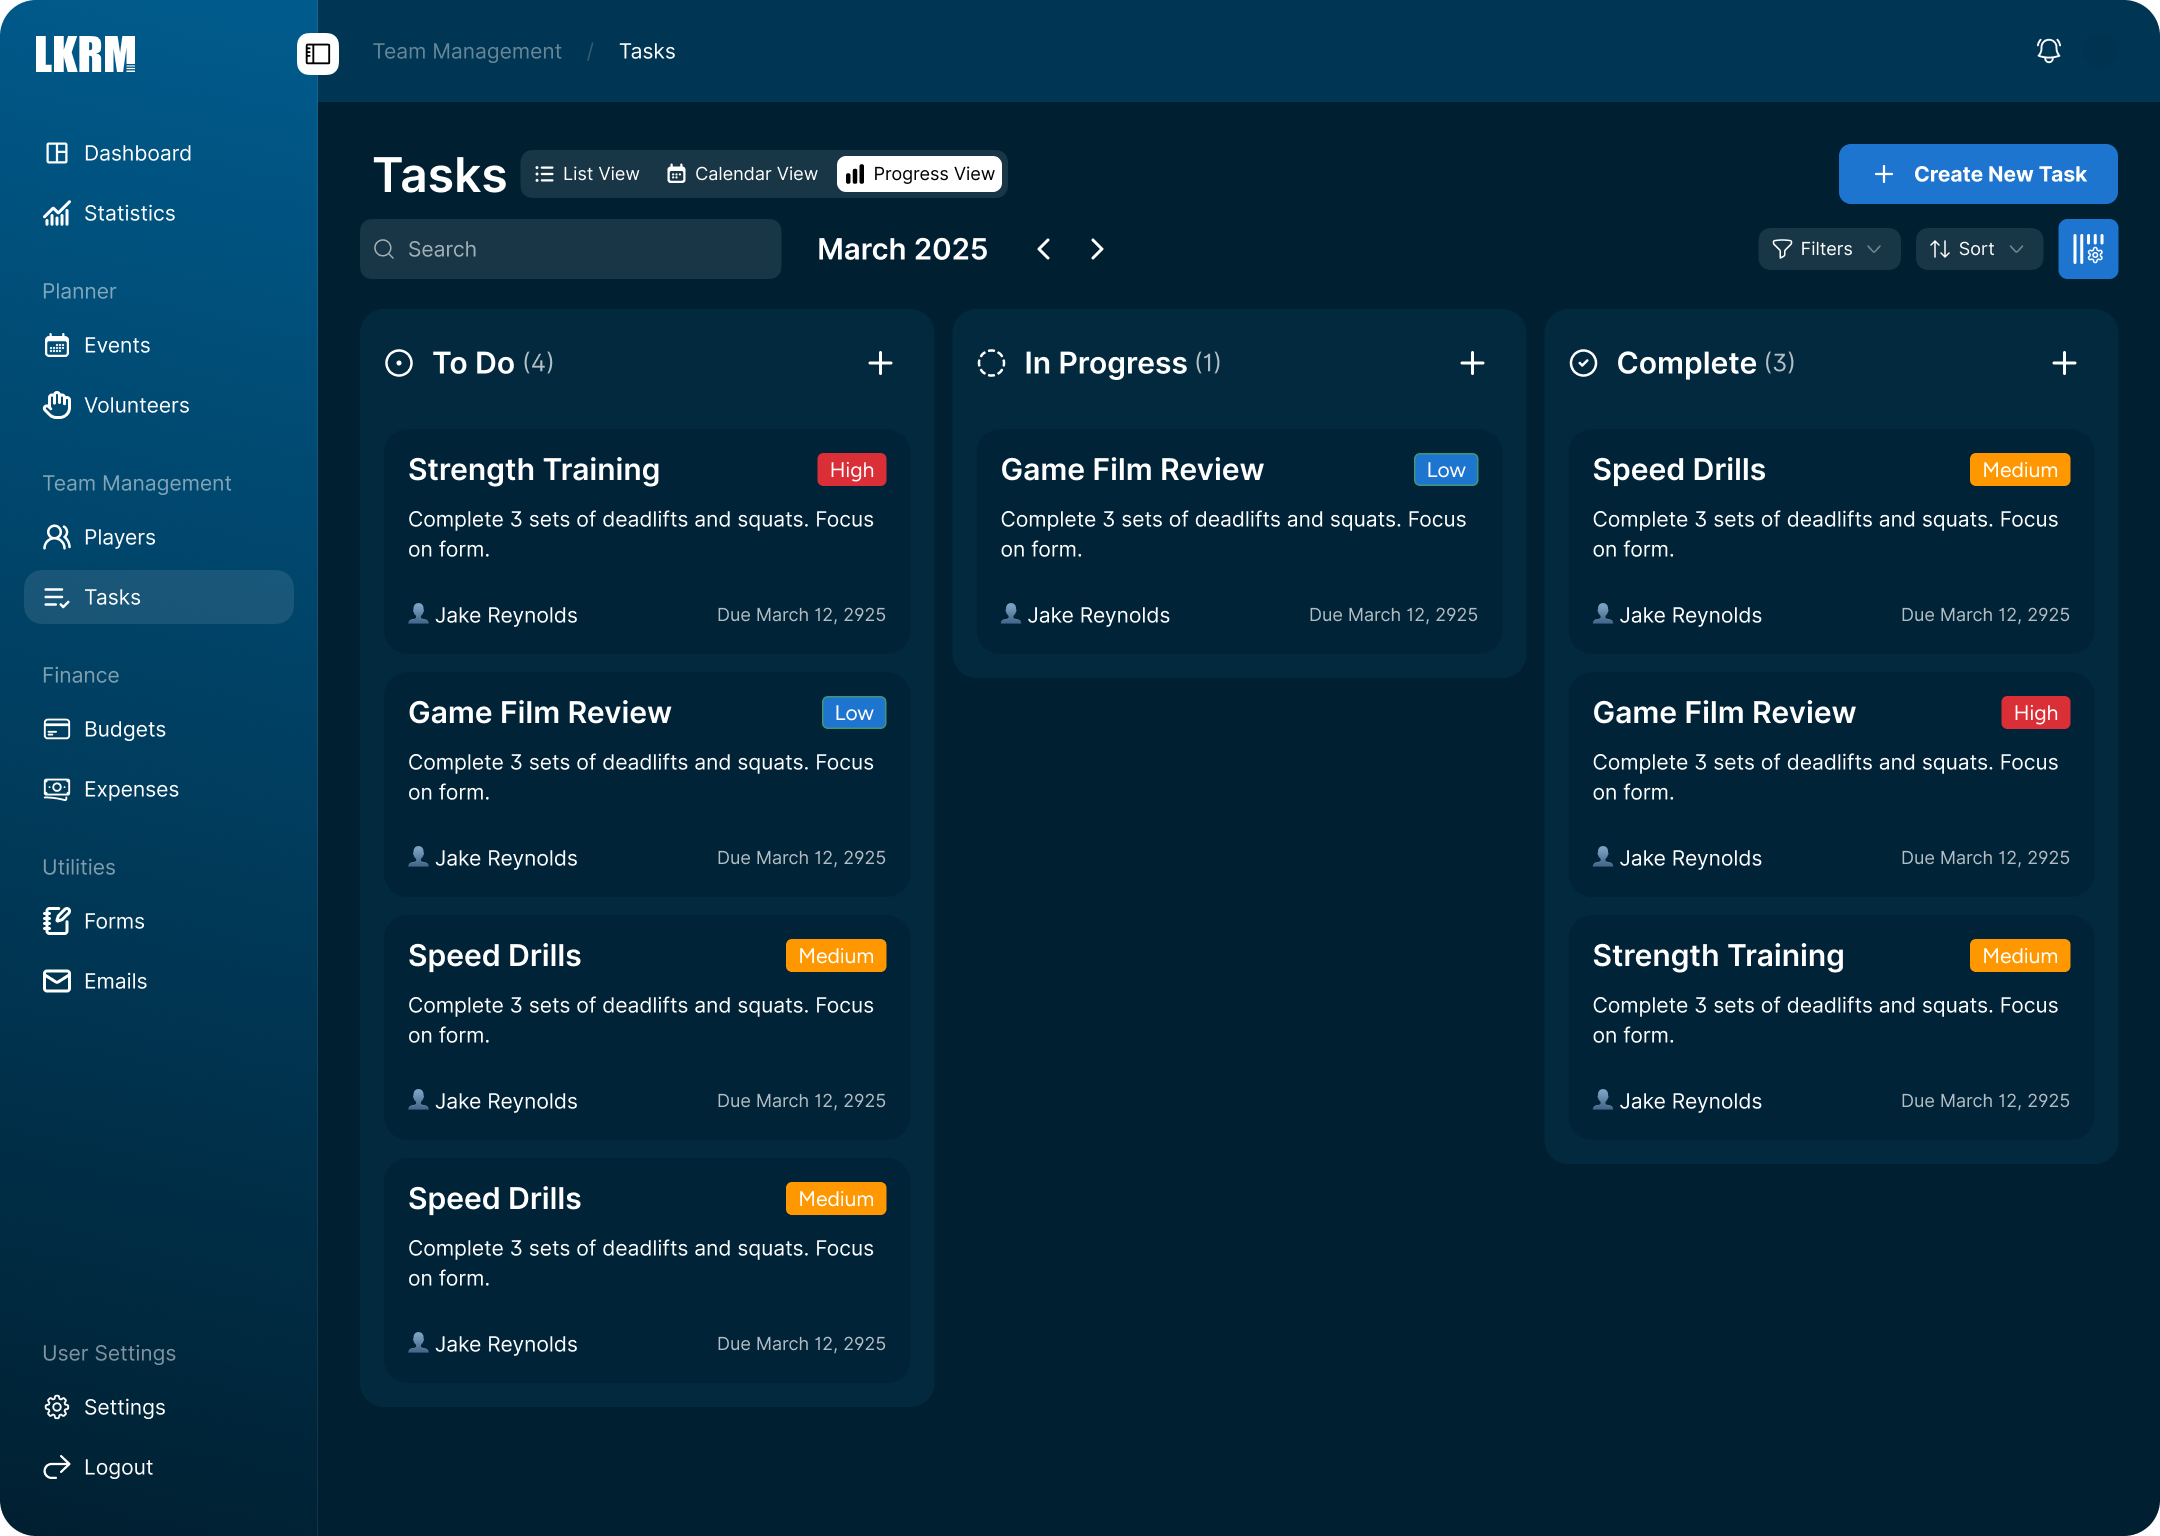 LKRM
Team Management / Tasks
Dashboard
Statistics
Planner
Events
Volunteers
Team Management
Players
Tasks
Finance
Budgets
Expenses
Utilities
Forms
Emails
User Settings
Settings
Logout
Tasks
List View
Calendar View
Progress View
Create New Task
Search
March 2025
Filters
Sort
To Do (4)
Strength Training
High
Complete 3 sets of deadlifts and squats. Focus
on form.
Jake Reynolds
Due March 12, 2925
Game Film Review
Low
Complete 3 sets of deadlifts and squats. Focus
on form.
Jake Reynolds
Due March 12, 2925
Speed Drills
Medium
Complete 3 sets of deadlifts and squats. Focus
on form.
Jake Reynolds
Due March 12, 2925
Speed Drills
Medium
Complete 3 sets of deadlifts and squats. Focus
on form.
Jake Reynolds
Due March 12, 2925
In Progress (1)
Game Film Review
Low
Complete 3 sets of deadlifts and squats. Focus
on form.
Jake Reynolds
Due March 12, 2925
Complete (3)
Speed Drills
Medium
Complete 3 sets of deadlifts and squats. Focus
on form.
Jake Reynolds
Due March 12, 2925
Game Film Review
High
Complete 3 sets of deadlifts and squats. Focus
on form.
Jake Reynolds
Due March 12, 2925
Strength Training
Medium
Complete 3 sets of deadlifts and squats. Focus
on form.
Jake Reynolds
Due March 12, 2925